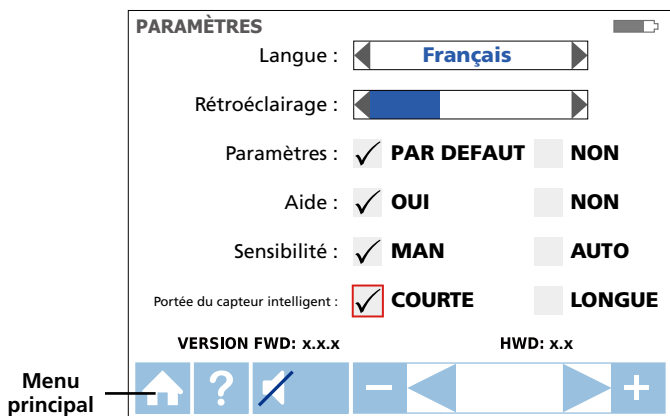 PARAMÈTRES
Langue : Français
Rétroéclairage :
Paramètres : PAR DEFAUT NON
Aide : OUI NON
Sensibilité : MAN AUTO
Portée du capteur intelligent : COURTE LONGUE
VERSION FWD: x.x.x HWD: x.x
Menu
principal
? − +